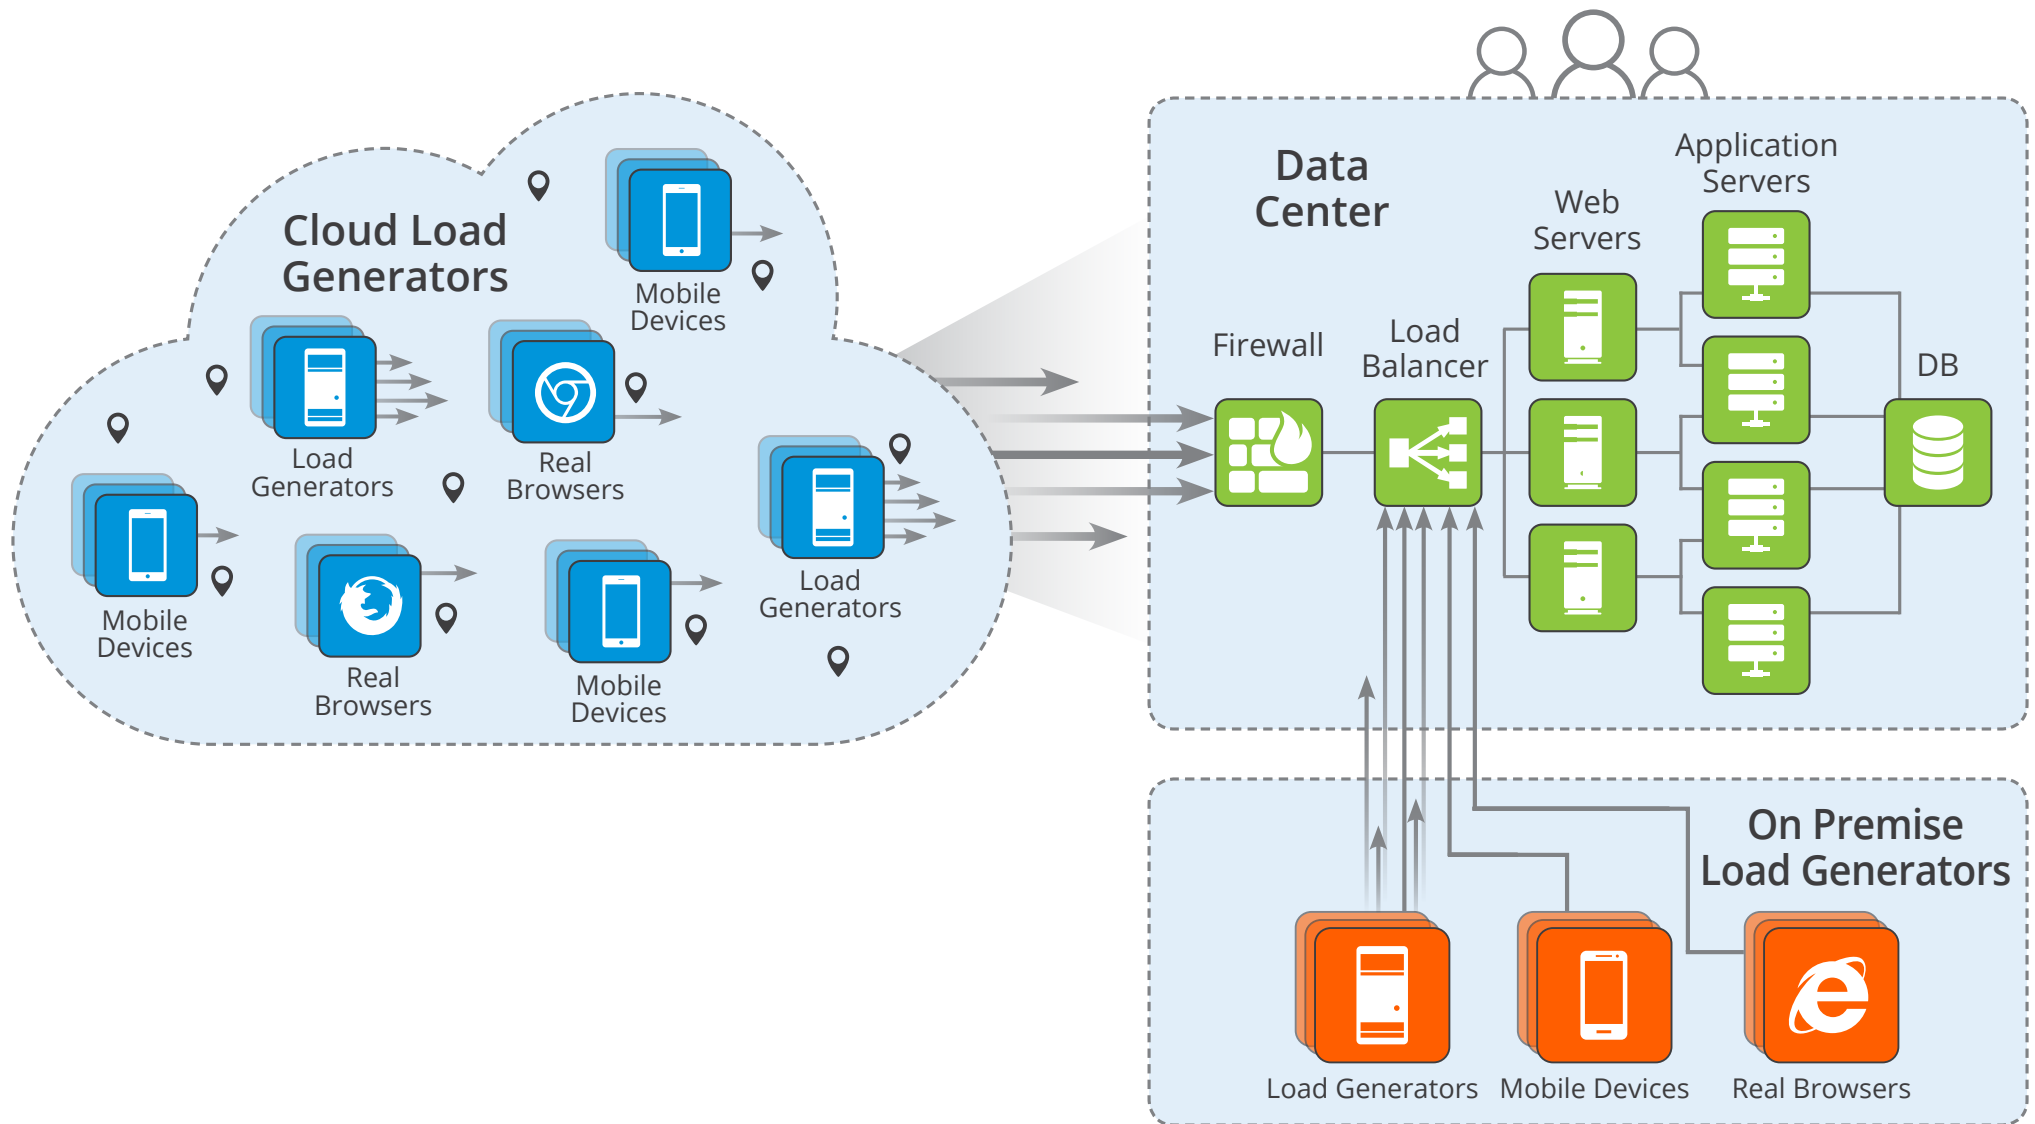 Cloud Load
Generators
Mobile
Devices
Load
Generators
Real
Browsers
Load
Generators
Mobile
Devices
Real
Browsers
Mobile
Devices
Data
Center
Application
Servers
Web
Servers
Firewall
Load
Balancer
DB
On Premise
Load Generators
Load Generators
Mobile Devices
Real Browsers